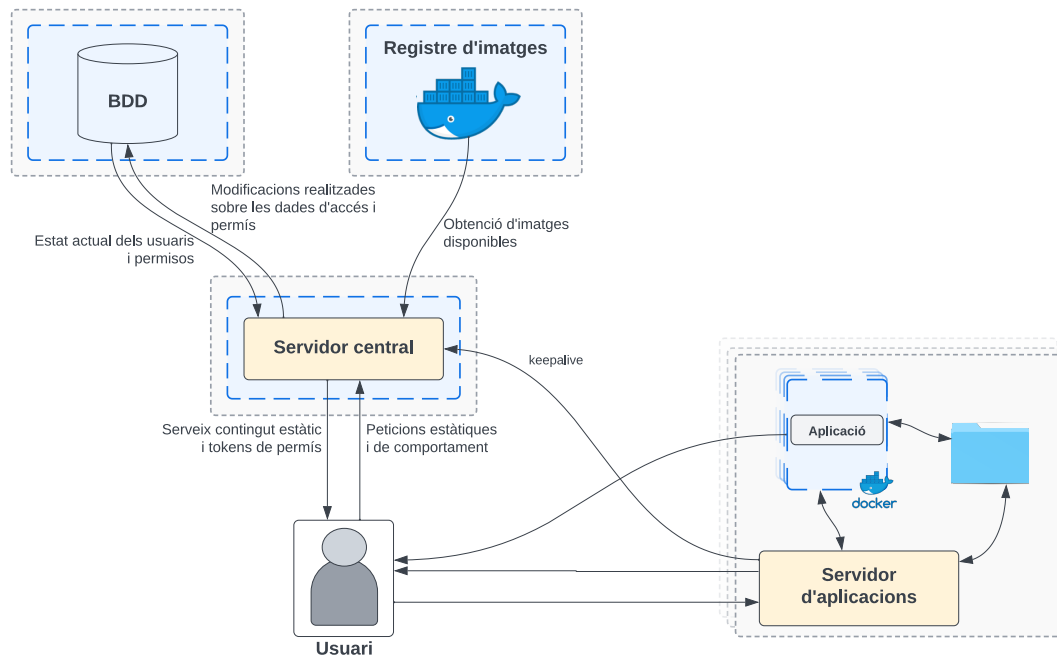 Registre d'imatges
BDD
Modificacions realitzades
sobre les dades d'accés i
permís
Estat actual dels usuaris
i permisos
Obtenció d'imatges
disponibles
Servidor central
keepalive
Serveix contingut estàtic
i tokens de permís
Peticions estàtiques
i de comportament
Aplicació
docker
Servidor
d'aplicacions
Usuari